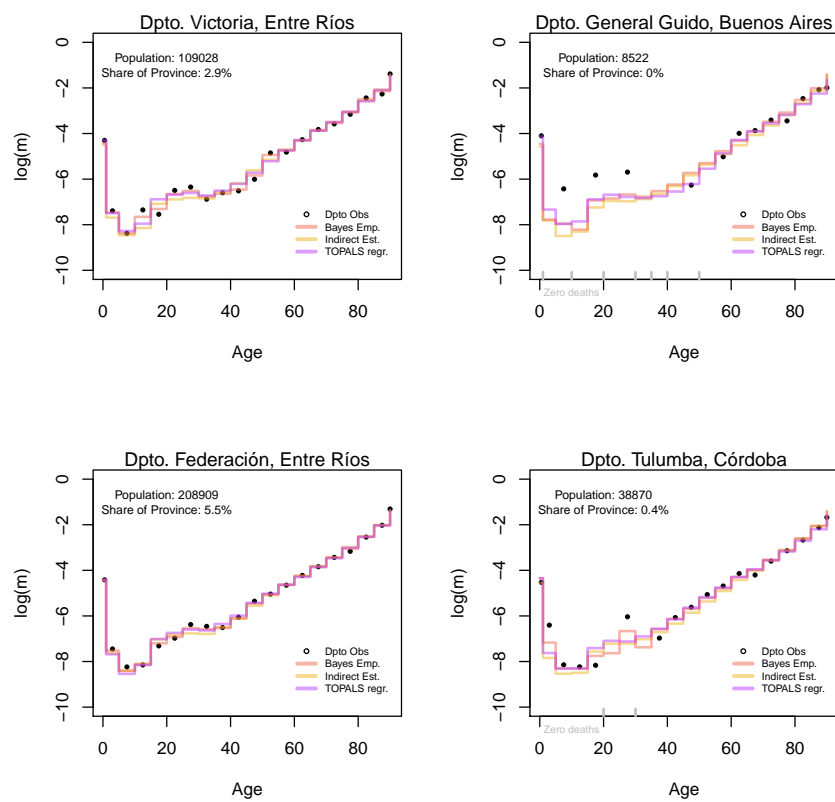 Dpto. Victoria, Entre Ríos
Population: 109028
Share of Province: 2.9%
log(m)
0
−2
−4
−6
−8
−10
Dpto Obs
Bayes Emp.
Indirect Est.
TOPALS regr.
0 20 40 60 80
Age
Dpto. General Guido, Buenos Aires
Population: 8522
Share of Province: 0%
log(m)
0
−2
−4
−6
−8
−10
Dpto Obs
Bayes Emp.
Indirect Est.
TOPALS regr.
Zero deaths
0 20 40 60 80
Age
Dpto. Federación, Entre Ríos
Population: 208909
Share of Province: 5.5%
log(m)
0
−2
−4
−6
−8
−10
Dpto Obs
Bayes Emp.
Indirect Est.
TOPALS regr.
0 20 40 60 80
Age
Dpto. Tulumba, Córdoba
Population: 38870
Share of Province: 0.4%
log(m)
0
−2
−4
−6
−8
−10
Dpto Obs
Bayes Emp.
Indirect Est.
TOPALS regr.
Zero deaths
0 20 40 60 80
Age